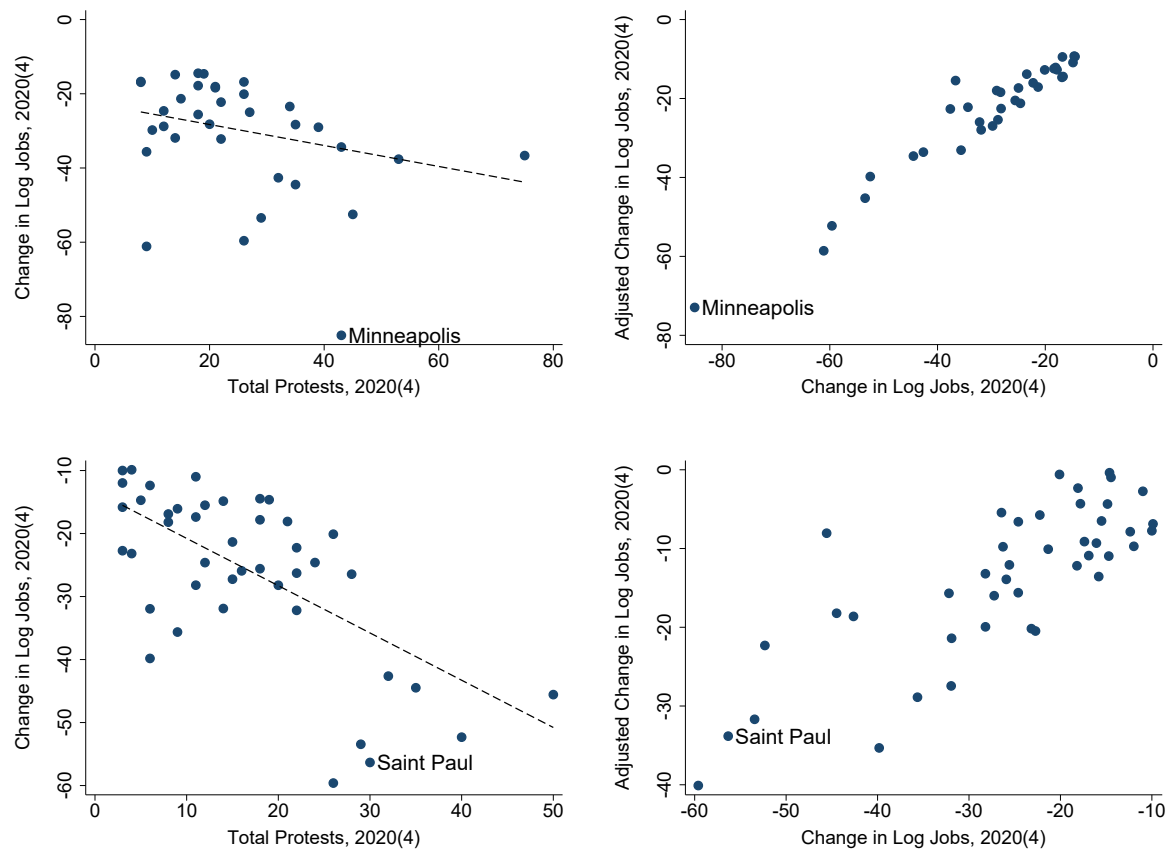 Change in Log Jobs, 2020(4)
0
-20
-40
-60
-80
Minneapolis
0 20 40 60 80
Total Protests, 2020(4)
Adjusted Change in Log Jobs, 2020(4)
0
-20
-40
-60
-80
Minneapolis
-80 -60 -40 -20 0
Change in Log Jobs, 2020(4)
Change in Log Jobs, 2020(4)
-10
-20
-30
-40
-50
-60
Saint Paul
0 10 20 30 40 50
Total Protests, 2020(4)
Adjusted Change in Log Jobs, 2020(4)
0
-10
-20
-30
-40
Saint Paul
-60 -50 -40 -30 -20 -10
Change in Log Jobs, 2020(4)